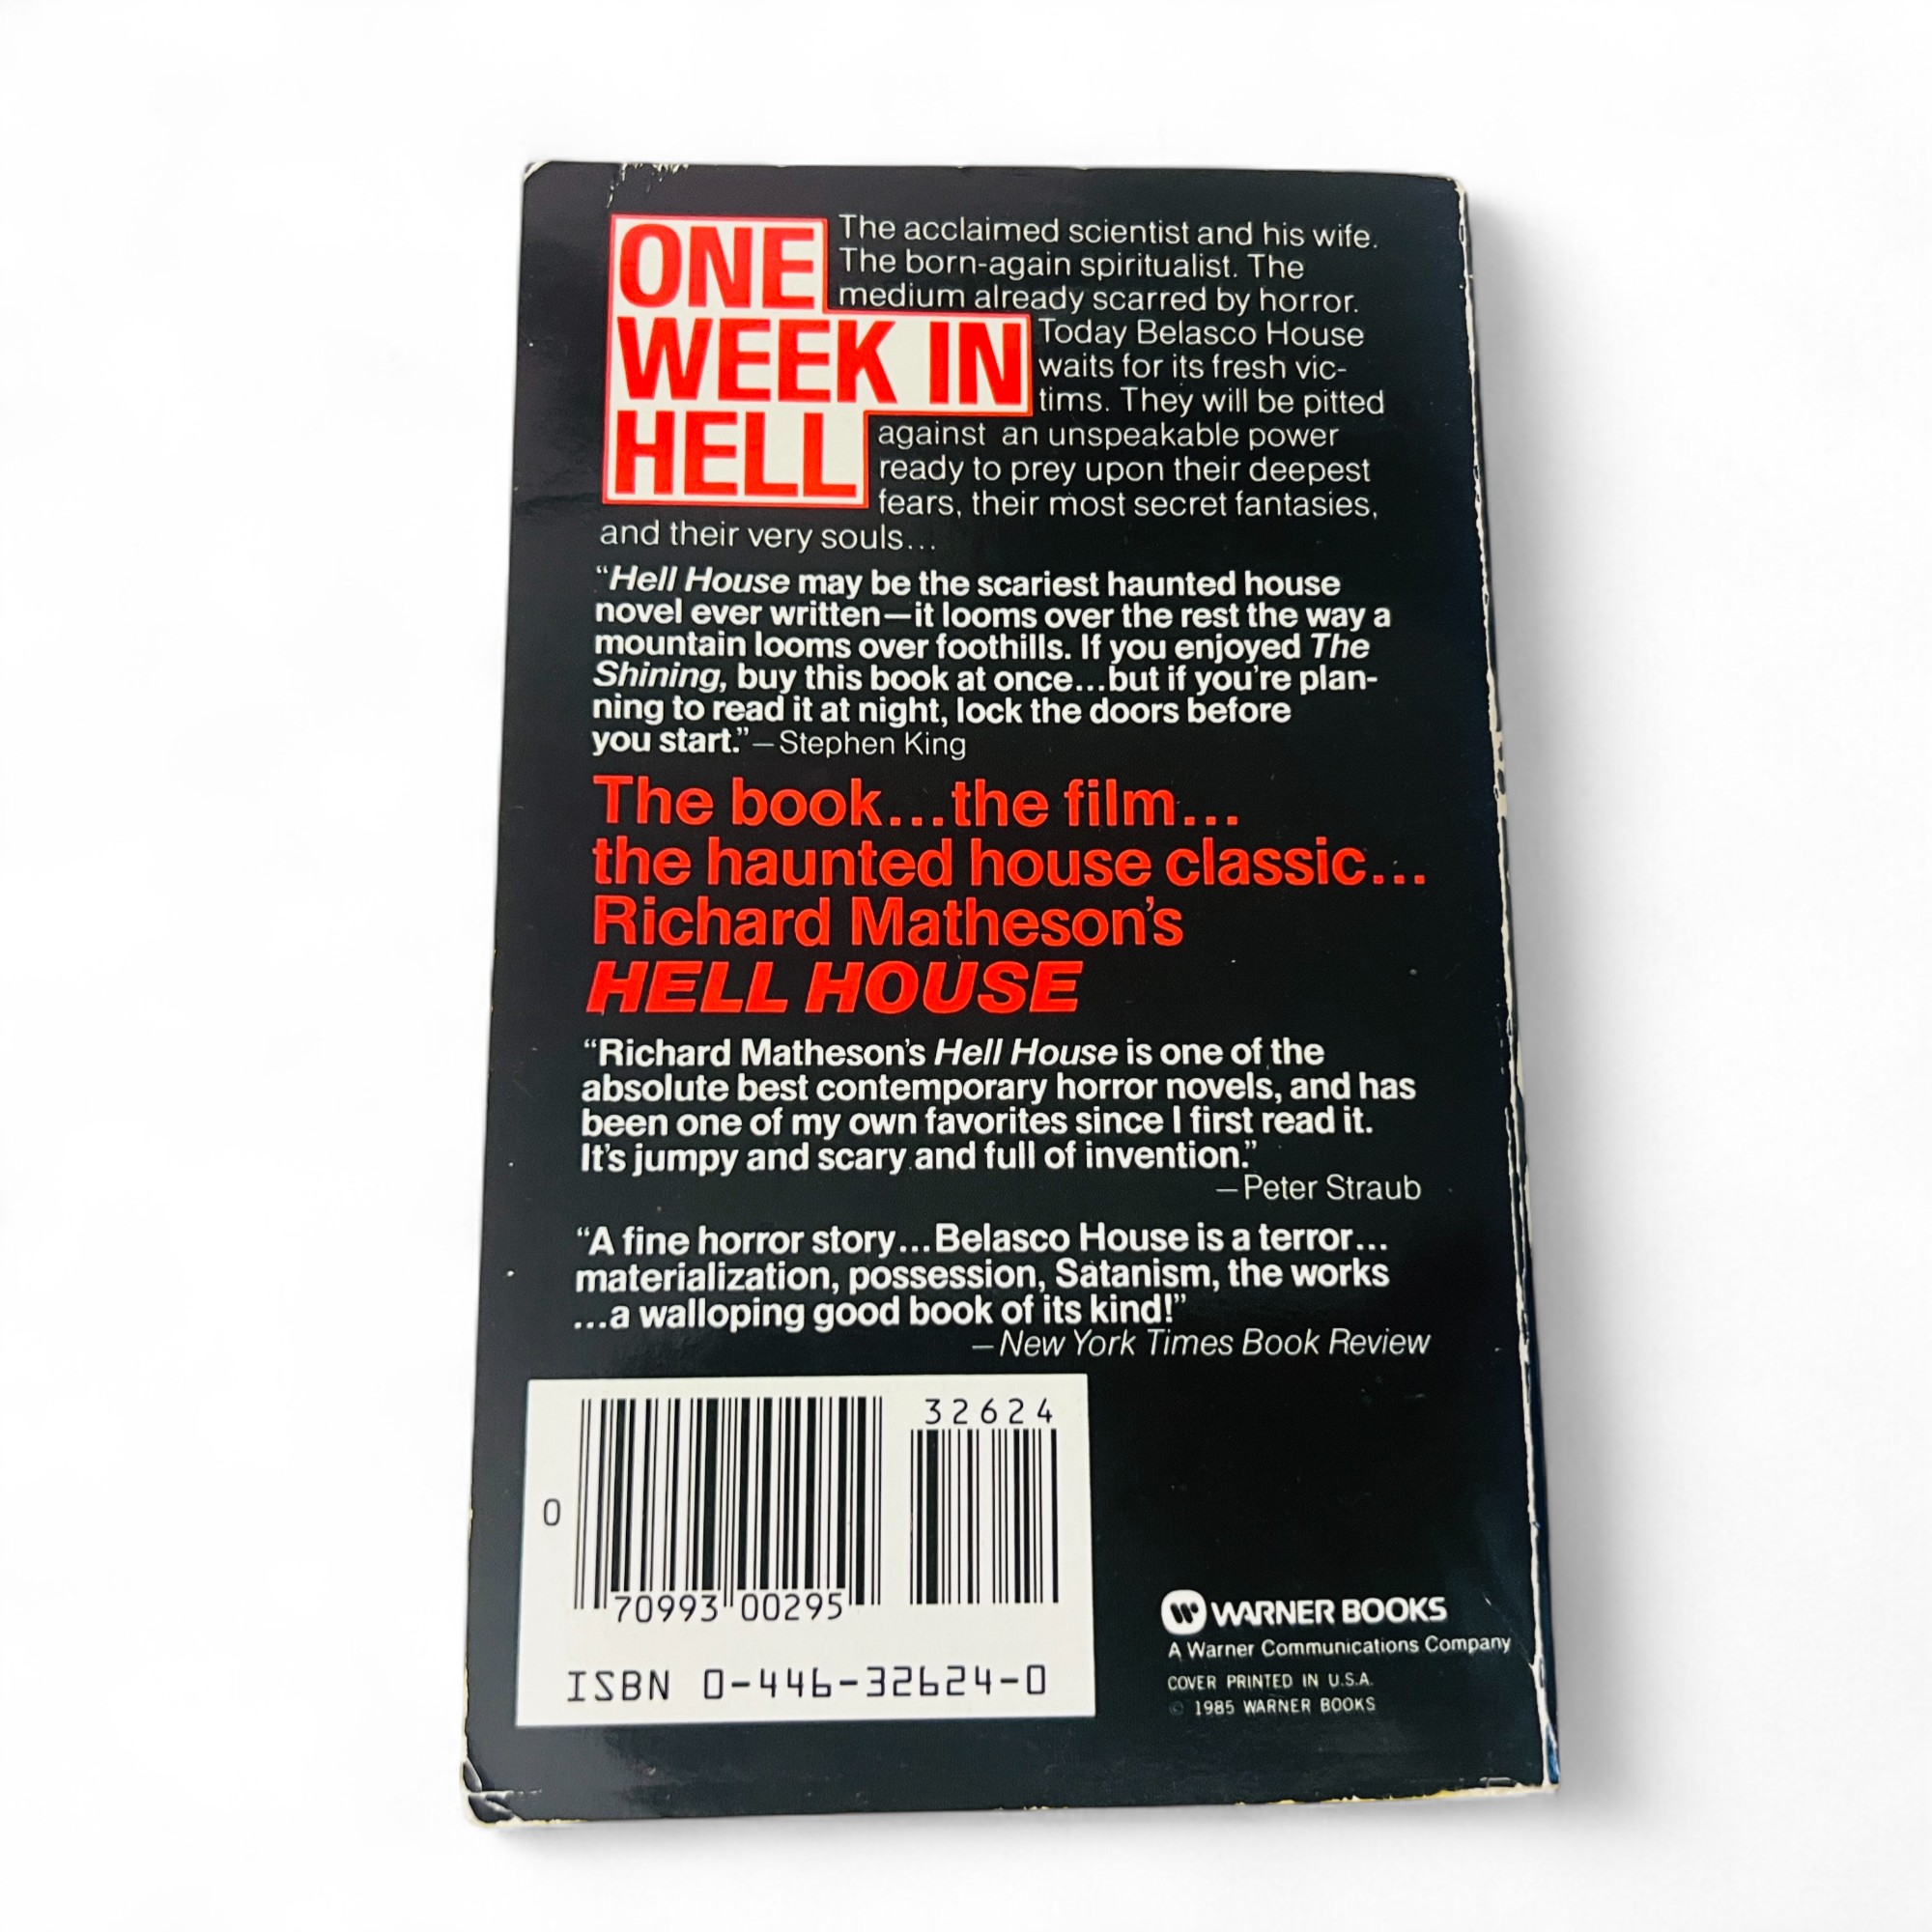 ONE
WEEK IN
HELL
The acclaimed scientist and his wife.
The born-again spiritualist. The
medium already scarred by horror.
Today Belasco House
waits for its fresh vic-
tims. They will be pitted
against an unspeakable power
ready to prey upon their deepest
fears, their most secret fantasies,
and their very souls...
“Hell House may be the scariest haunted house
novel ever written—it looms over the rest the way a
mountain looms over foothills. If you enjoyed The
Shining, buy this book at once...but if you’re plan-
ning to read it at night, lock the doors before
you start.”—Stephen King
The book...the film...
the haunted house classic...
Richard Matheson’s
HELL HOUSE
“Richard Matheson’s Hell House is one of the
absolute best contemporary horror novels, and has
been one of my own favorites since I first read it.
It’s jumpy and scary and full of invention.”
—Peter Straub
“A fine horror story...Belasco House is a terror...
materialization, possession, Satanism, the works
...a walloping good book of its kind!”
—New York Times Book Review
32624
0
70993 00295
ISBN 0-446-32624-0
WARNER BOOKS
A Warner Communications Company
COVER PRINTED IN U.S.A.
© 1985 WARNER BOOKS